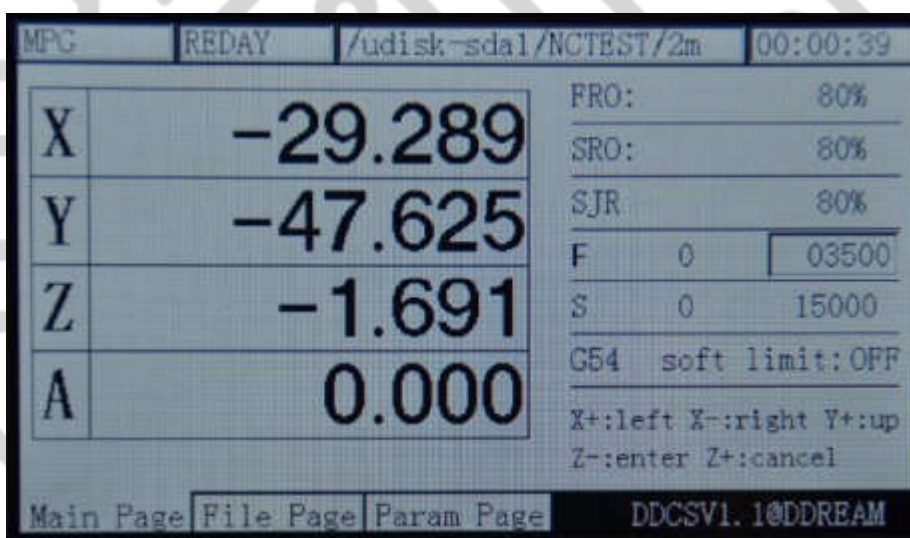 MPG REDAY /udisk-sda1/NCTEST/2m 00:00:39
X -29.289
Y -47.625
Z -1.691
A 0.000
FRO: 80%
SRO: 80%
SJR 80%
F 0 03500
S 0 15000
G54 soft limit:OFF
X+:left X-:right Y+:up
Z-:enter Z+:cancel
Main Page File Page Param Page DDCSV1.1@DDREAM